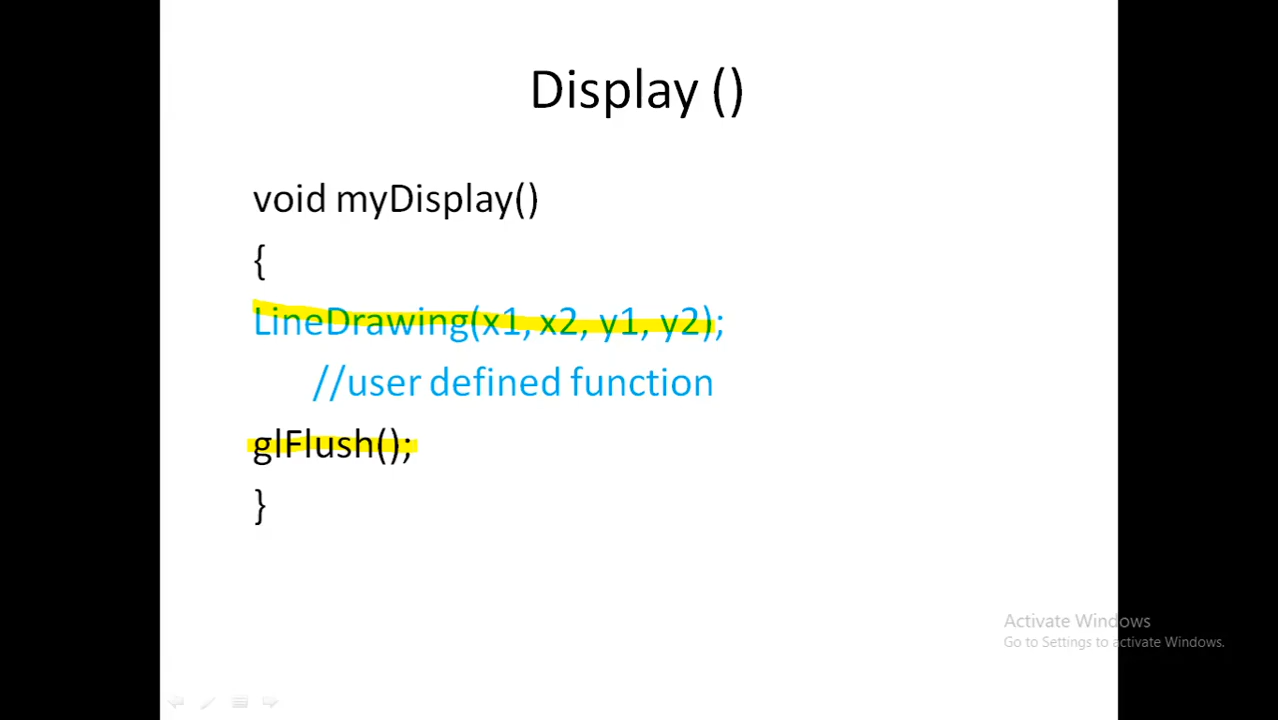 Display ()
void myDisplay()
{
LineDrawing(x1, x2, y1, y2);
//user defined function
glFlush();
}
Activate Windows
Go to Settings to activate Windows.